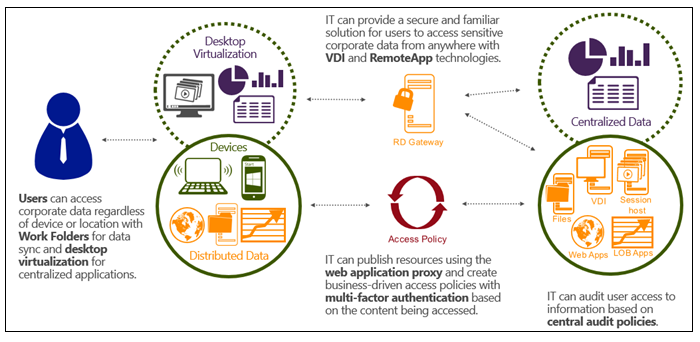 Desktop
Virtualization
IT can provide a secure and familiar
solution for users to access sensitive
corporate data from anywhere with
VDI and RemoteApp technologies.
Centralized Data
RD Gateway
Devices
Start
Distributed Data
Users can access
corporate data regardless
of device or location with
Work Folders for data
sync and desktop
virtualization for
centralized applications.
Access Policy
IT can publish resources using the
web application proxy and create
business-driven access policies with
multi-factor authentication based
on the content being accessed.
Files
VDI
Session
host
Web Apps
LOB Apps
IT can audit user access to
information based on
central audit policies.